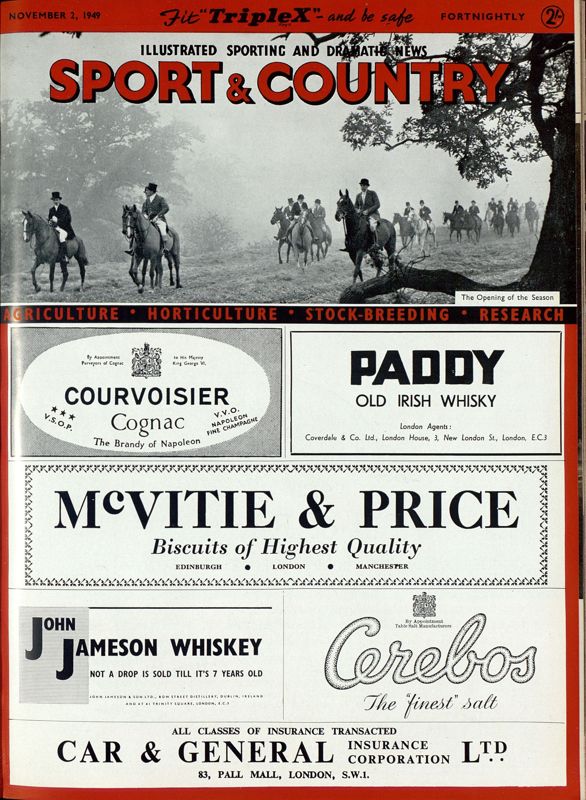 NOVEMBER 2, 1949
Fit "TripleX" - and be safe
FORTNIGHTLY
2/-
ILLUSTRATED SPORTING AND DRAMATIC NEWS
SPORT & COUNTRY
The Opening of the Season
AGRICULTURE • HORTICULTURE • STOCK-BREEDING • RESEARCH
By Appointment
Purveyors of Cognac
to His Majesty
King George VI.
COURVOISIER
★★★
V.S.O.P.
Cognac
V.V.O.
NAPOLEON
FINE CHAMPAGNE
The Brandy of Napoleon
PADDY
OLD IRISH WHISKY
London Agents:
Coverdale & Co. Ltd., London House, 3, New London St., London, E.C.3
McVITIE & PRICE
Biscuits of Highest Quality
EDINBURGH • LONDON • MANCHESTER
JOHN
JAMESON WHISKEY
NOT A DROP IS SOLD TILL IT'S 7 YEARS OLD
JOHN JAMESON & SON LTD., BOW STREET DISTILLERY, DUBLIN, IRELAND
AND AT 41 TRINITY SQUARE, LONDON, E.C.3
By Appointment
Table Salt Manufacturers
Cerebos
The "finest" salt
ALL CLASSES OF INSURANCE TRANSACTED
CAR & GENERAL INSURANCE CORPORATION LTD.
83, PALL MALL, LONDON, S.W.1.